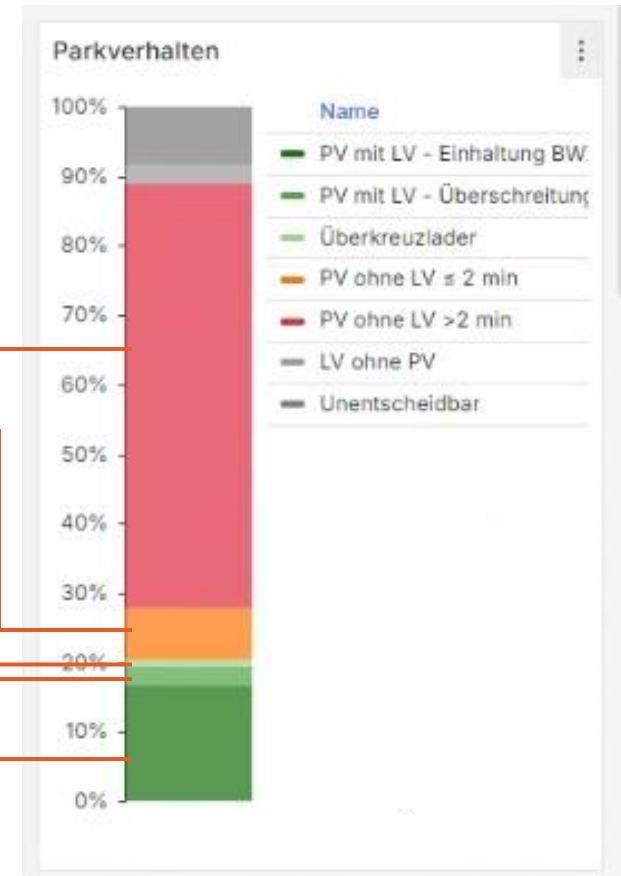 Parkverhalten
100%
90%
80%
70%
60%
50%
40%
30%
20%
10%
0%
Name
PV mit LV - Einhaltung BW
PV mit LV - Überschreitung
Überkreuzlader
PV ohne LV ≤ 2 min
PV ohne LV >2 min
LV ohne PV
Unentscheidbar